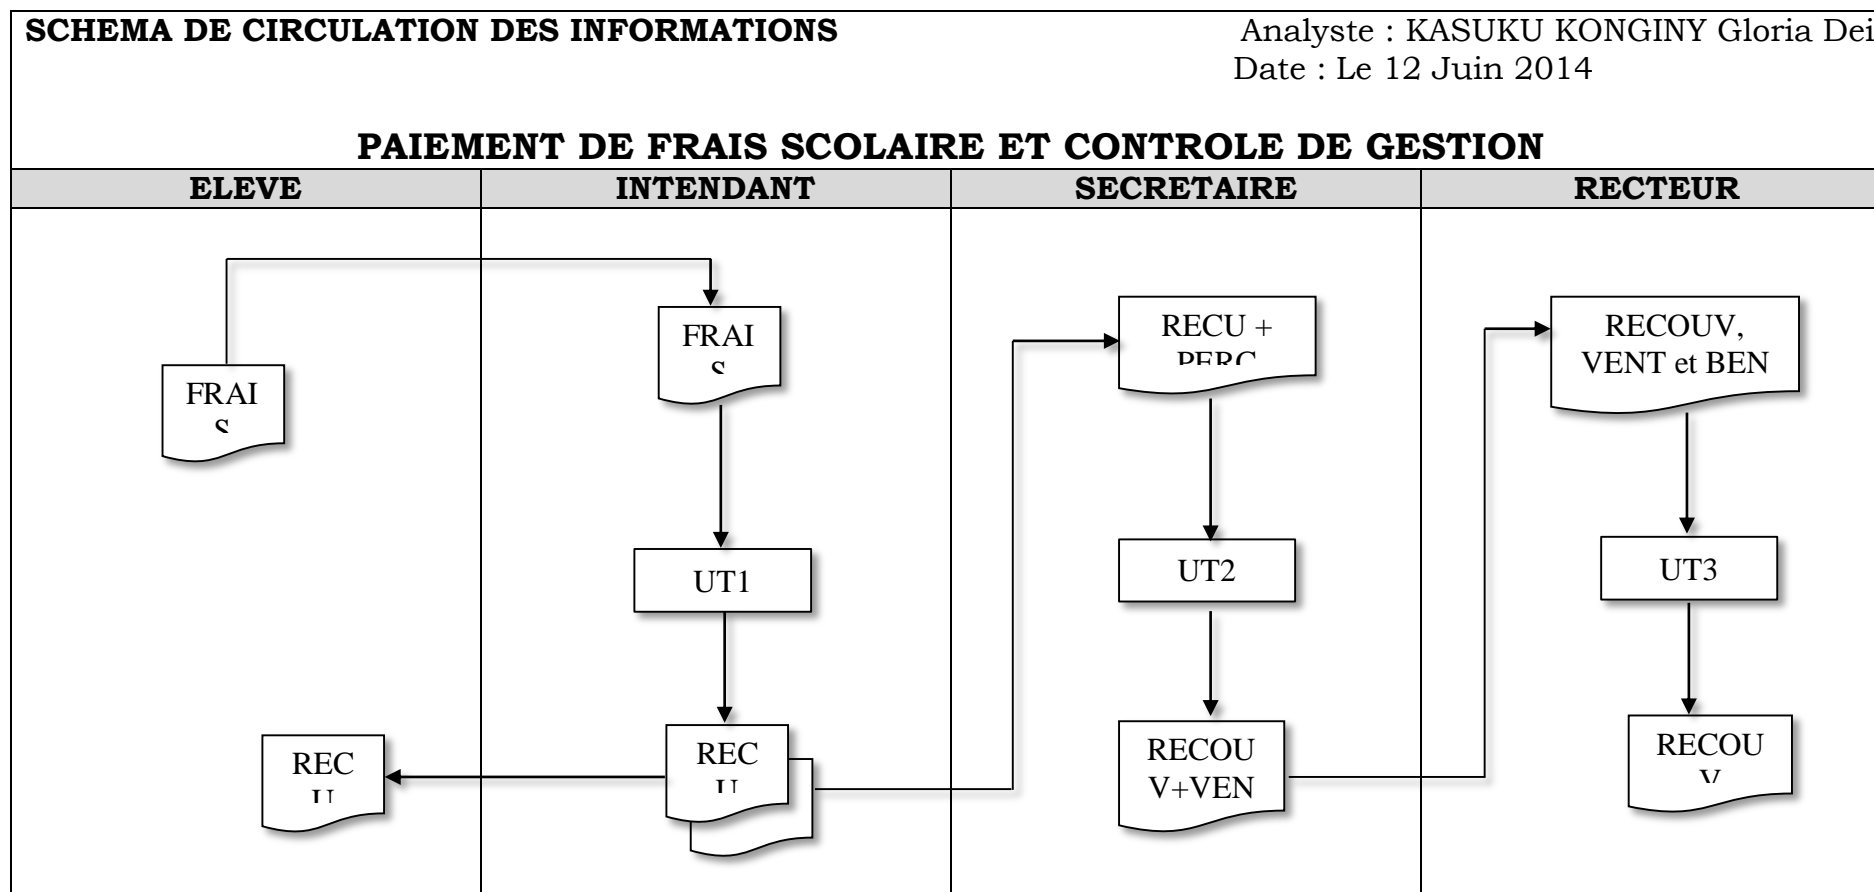 SCHEMA DE CIRCULATION DES INFORMATIONS
Analyste : KASUKU KONGINY Gloria Dei
Date : Le 12 Juin 2014
PAIEMENT DE FRAIS SCOLAIRE ET CONTROLE DE GESTION
ELEVE
INTENDANT
SECRETAIRE
RECTEUR
FRAI
S
FRAI
S
RECU +
PERC
RECOUV,
VENT et BEN
UT1
UT2
UT3
REC
U
REC
U
RECOU
V+VEN
RECOU
V